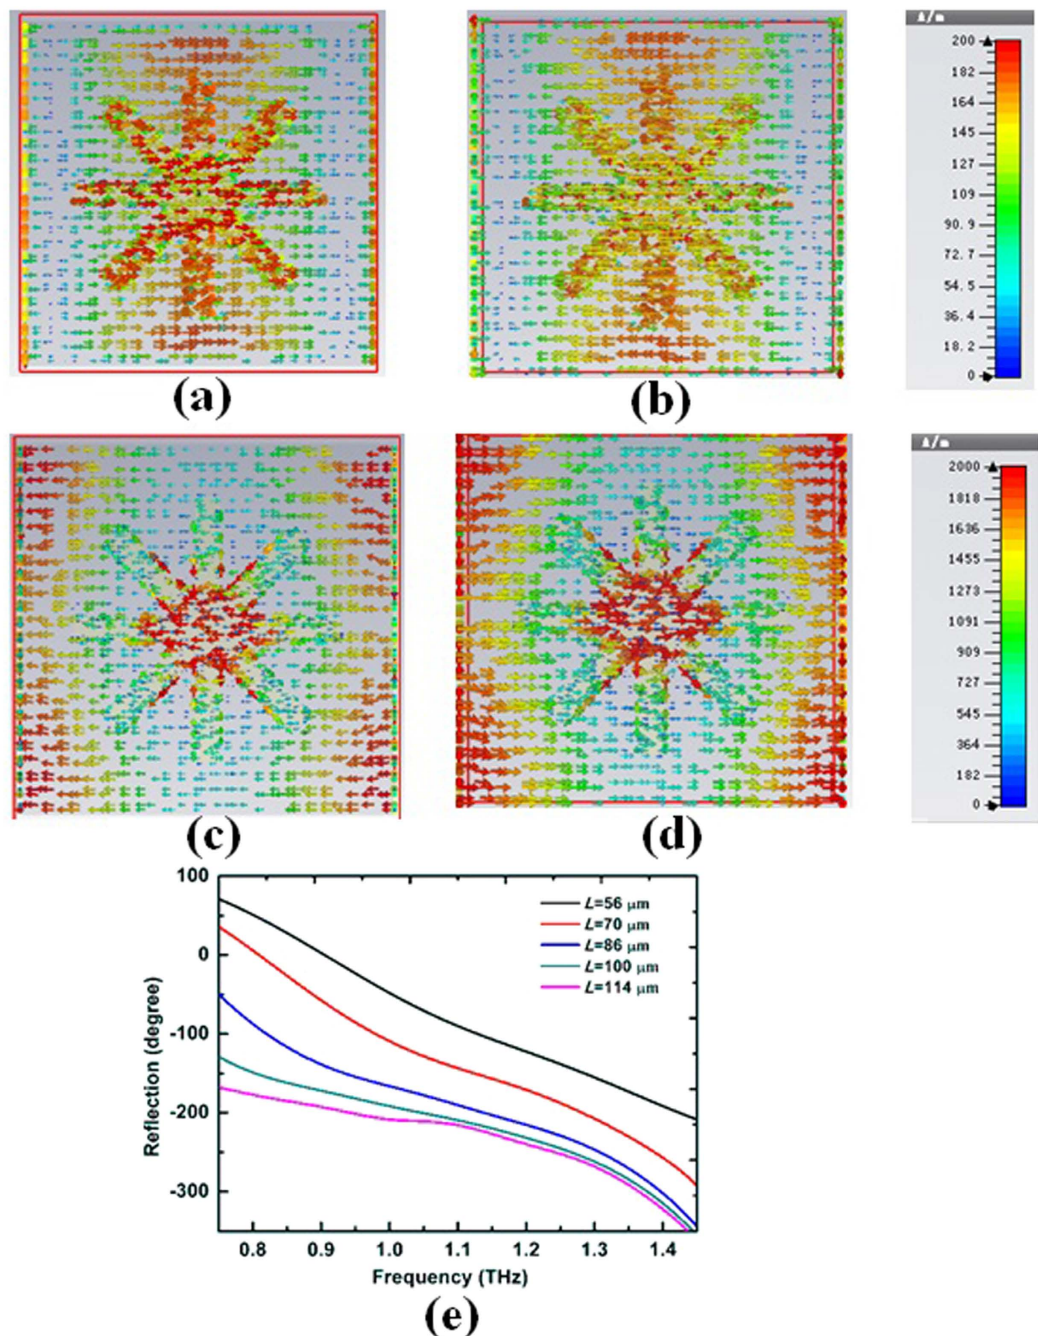 A/m
200
182
164
145
127
109
90.9
72.7
54.5
36.4
18.2
0
(a)
(b)
A/m
2000
1818
1636
1455
1273
1091
909
727
545
364
182
0
(c)
(d)
100
0
-100
-200
-300
Reflection (degree)
L=56 μm
L=70 μm
L=86 μm
L=100 μm
L=114 μm
0.8 0.9 1.0 1.1 1.2 1.3 1.4
Frequency (THz)
(e)